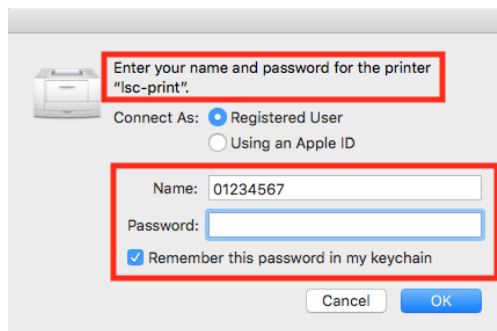 Enter your name and password for the printer
"lsc-print".
Connect As: Registered User
Using an Apple ID
Name: 01234567
Password:
Remember this password in my keychain
Cancel OK